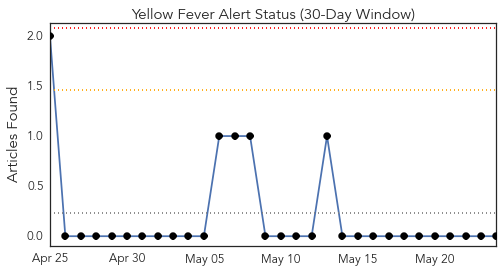 Yellow Fever Alert Status (30-Day Window)
Articles Found
2.0
1.5
1.0
0.5
0.0
Apr 25 Apr 30 May 05 May 10 May 15 May 20